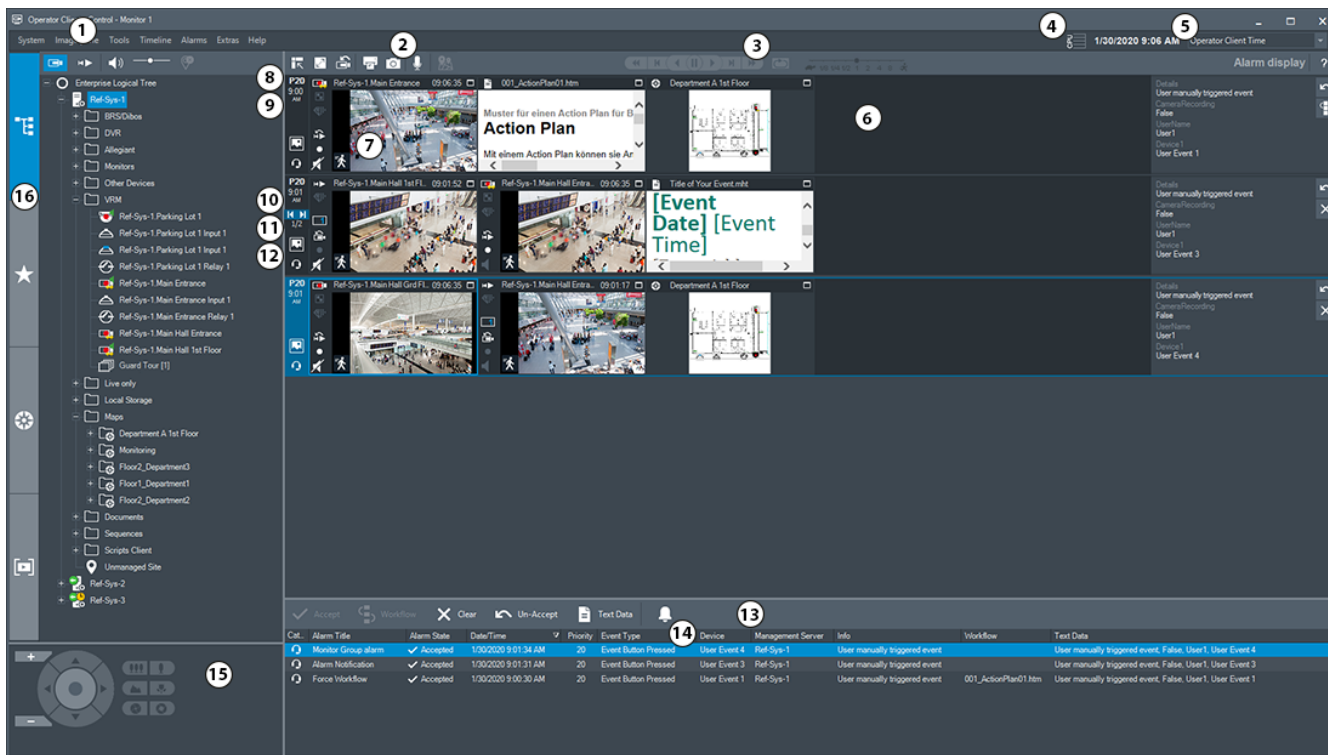 Operator Client
Control - Monitor 1
1
4
5
System
Tools
Timeline
Alarms
Extras
Help
2
3
1/30/2020 9:06 AM
Operator Client Time
Alarm display
?
Enterprise Logical Tree
Ref-Sys-1
BRS/Dibos
DVR
Allegiant
Monitors
Other Devices
VRM
Ref-Sys-1.Parking Lot 1
Ref-Sys-1.Parking Lot 1 Input 1
Ref-Sys-1.Parking Lot 1 Input 1
Ref-Sys-1.Parking Lot 1 Relay 1
Ref-Sys-1.Main Entrance
Ref-Sys-1.Main Entrance Input 1
Ref-Sys-1.Main Entrance Relay 1
Ref-Sys-1.Main Hall Entrance
Ref-Sys-1.Main Hall 1st Floor
Guard Tour [1]
Live only
Local Storage
Maps
Department A 1st Floor
Monitoring
Floor2_Department3
Floor1_Department1
Floor2_Department2
Documents
Sequences
Scripts Client
Unmanaged Site
Ref-Sys-2
Ref-Sys-3
16
8
9
10
11
12
P20
9:00
AM
Ref-Sys-1.Main Entrance
09:06:35
001_ActionPlan01.htm
Department A 1st Floor
7
6
Muster für einen Action Plan für B
Action Plan
Mit einem Action Plan können sie Ar
Details
User manually triggered event
CameraRecording
False
UserName
User1
Device1
User Event 1
P20
9:01
AM
1/2
Ref-Sys-1.Main Hall 1st Fl..
09:01:52
Ref-Sys-1.Main Hall Entra..
09:06:35
Title of Your Event.mht
[Event
Date] [Event
Time]
Details
User manually triggered event
CameraRecording
False
UserName
User1
Device1
User Event 3
P20
9:01
AM
Ref-Sys-1.Main Hall Grd Fl..
09:06:35
Ref-Sys-1.Main Hall Entra..
09:01:17
Department A 1st Floor
Details
User manually triggered event
CameraRecording
False
UserName
User1
Device1
User Event 4
Accept
Workflow
Clear
Un-Accept
Text Data
13
Cat.. Alarm Title Alarm State Date/Time Priority Event Type 14 Device Management Server Info Workflow Text Data
Monitor Group alarm Accepted 1/30/2020 9:01:34 AM 20 Event Button Pressed User Event 4 Ref-Sys-1 User manually triggered event User manually triggered event, False, User1, User Event 4
Alarm Notification Accepted 1/30/2020 9:01:31 AM 20 Event Button Pressed User Event 3 Ref-Sys-1 User manually triggered event User manually triggered event, False, User1, User Event 3
Force Workflow Accepted 1/30/2020 9:00:30 AM 20 Event Button Pressed User Event 1 Ref-Sys-1 User manually triggered event 001_ActionPlan01.htm User manually triggered event, False, User1, User Event 1
15